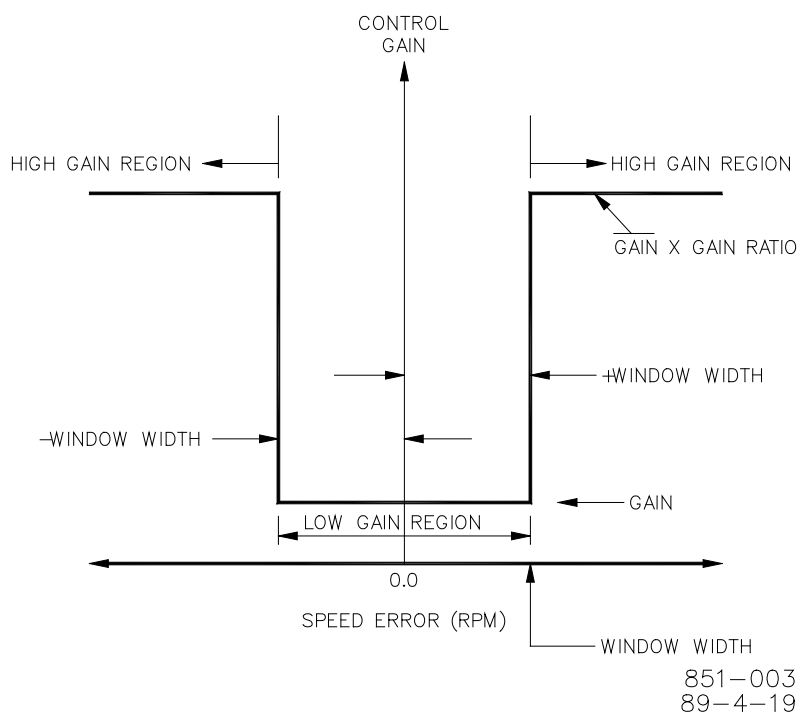 CONTROL
GAIN
HIGH GAIN REGION
HIGH GAIN REGION
GAIN X GAIN RATIO
+WINDOW WIDTH
-WINDOW WIDTH
GAIN
LOW GAIN REGION
0.0
SPEED ERROR (RPM)
WINDOW WIDTH
851-003
89-4-19